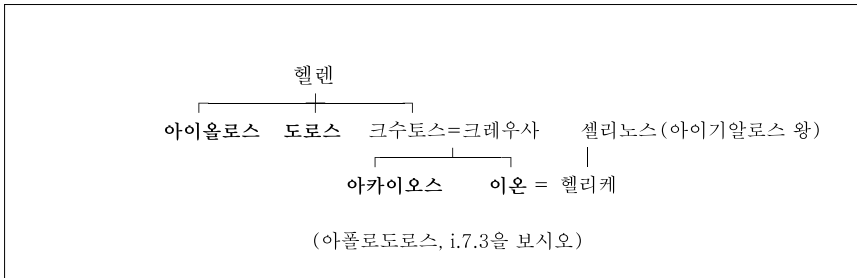 헬렌
아이올로스 도로스 크수토스=크레우사 셀리노스(아이기알로스 왕)
아카이오스 이온 = 헬리케
(아폴로도로스, i.7.3을 보시오)